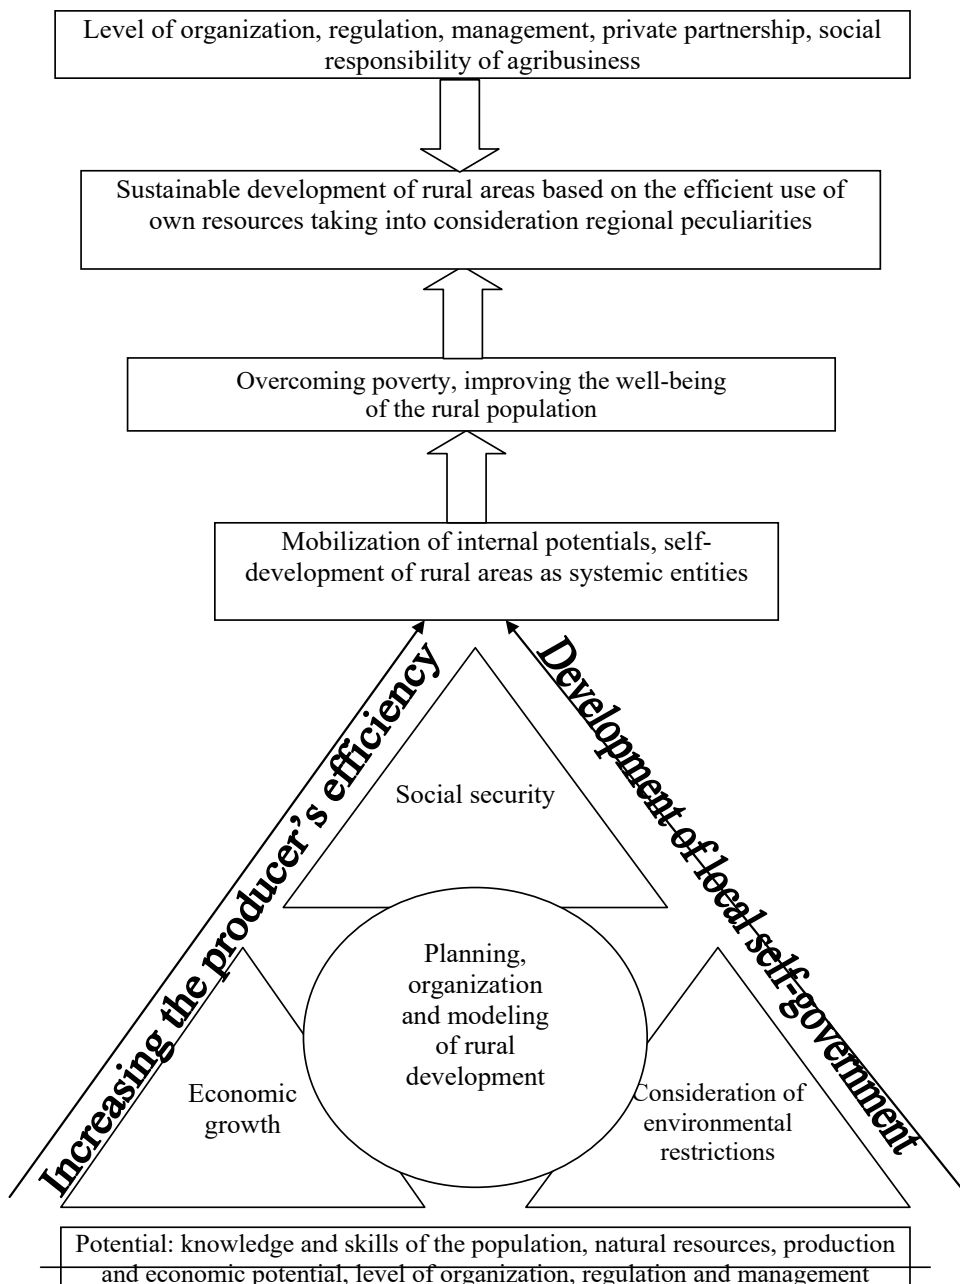 Level of organization, regulation, management, private partnership, social
responsibility of agribusiness
Sustainable development of rural areas based on the efficient use of
own resources taking into consideration regional peculiarities
Overcoming poverty, improving the well-being
of the rural population
Mobilization of internal potentials, self-
development of rural areas as systemic entities
Increasing the producer’s efficiency
Development of local self-government
Social security
Planning,
organization
and modeling
of rural
development
Economic
growth
Consideration of
environmental
restrictions
Potential: knowledge and skills of the population, natural resources, production
and economic potential, level of organization, regulation and management